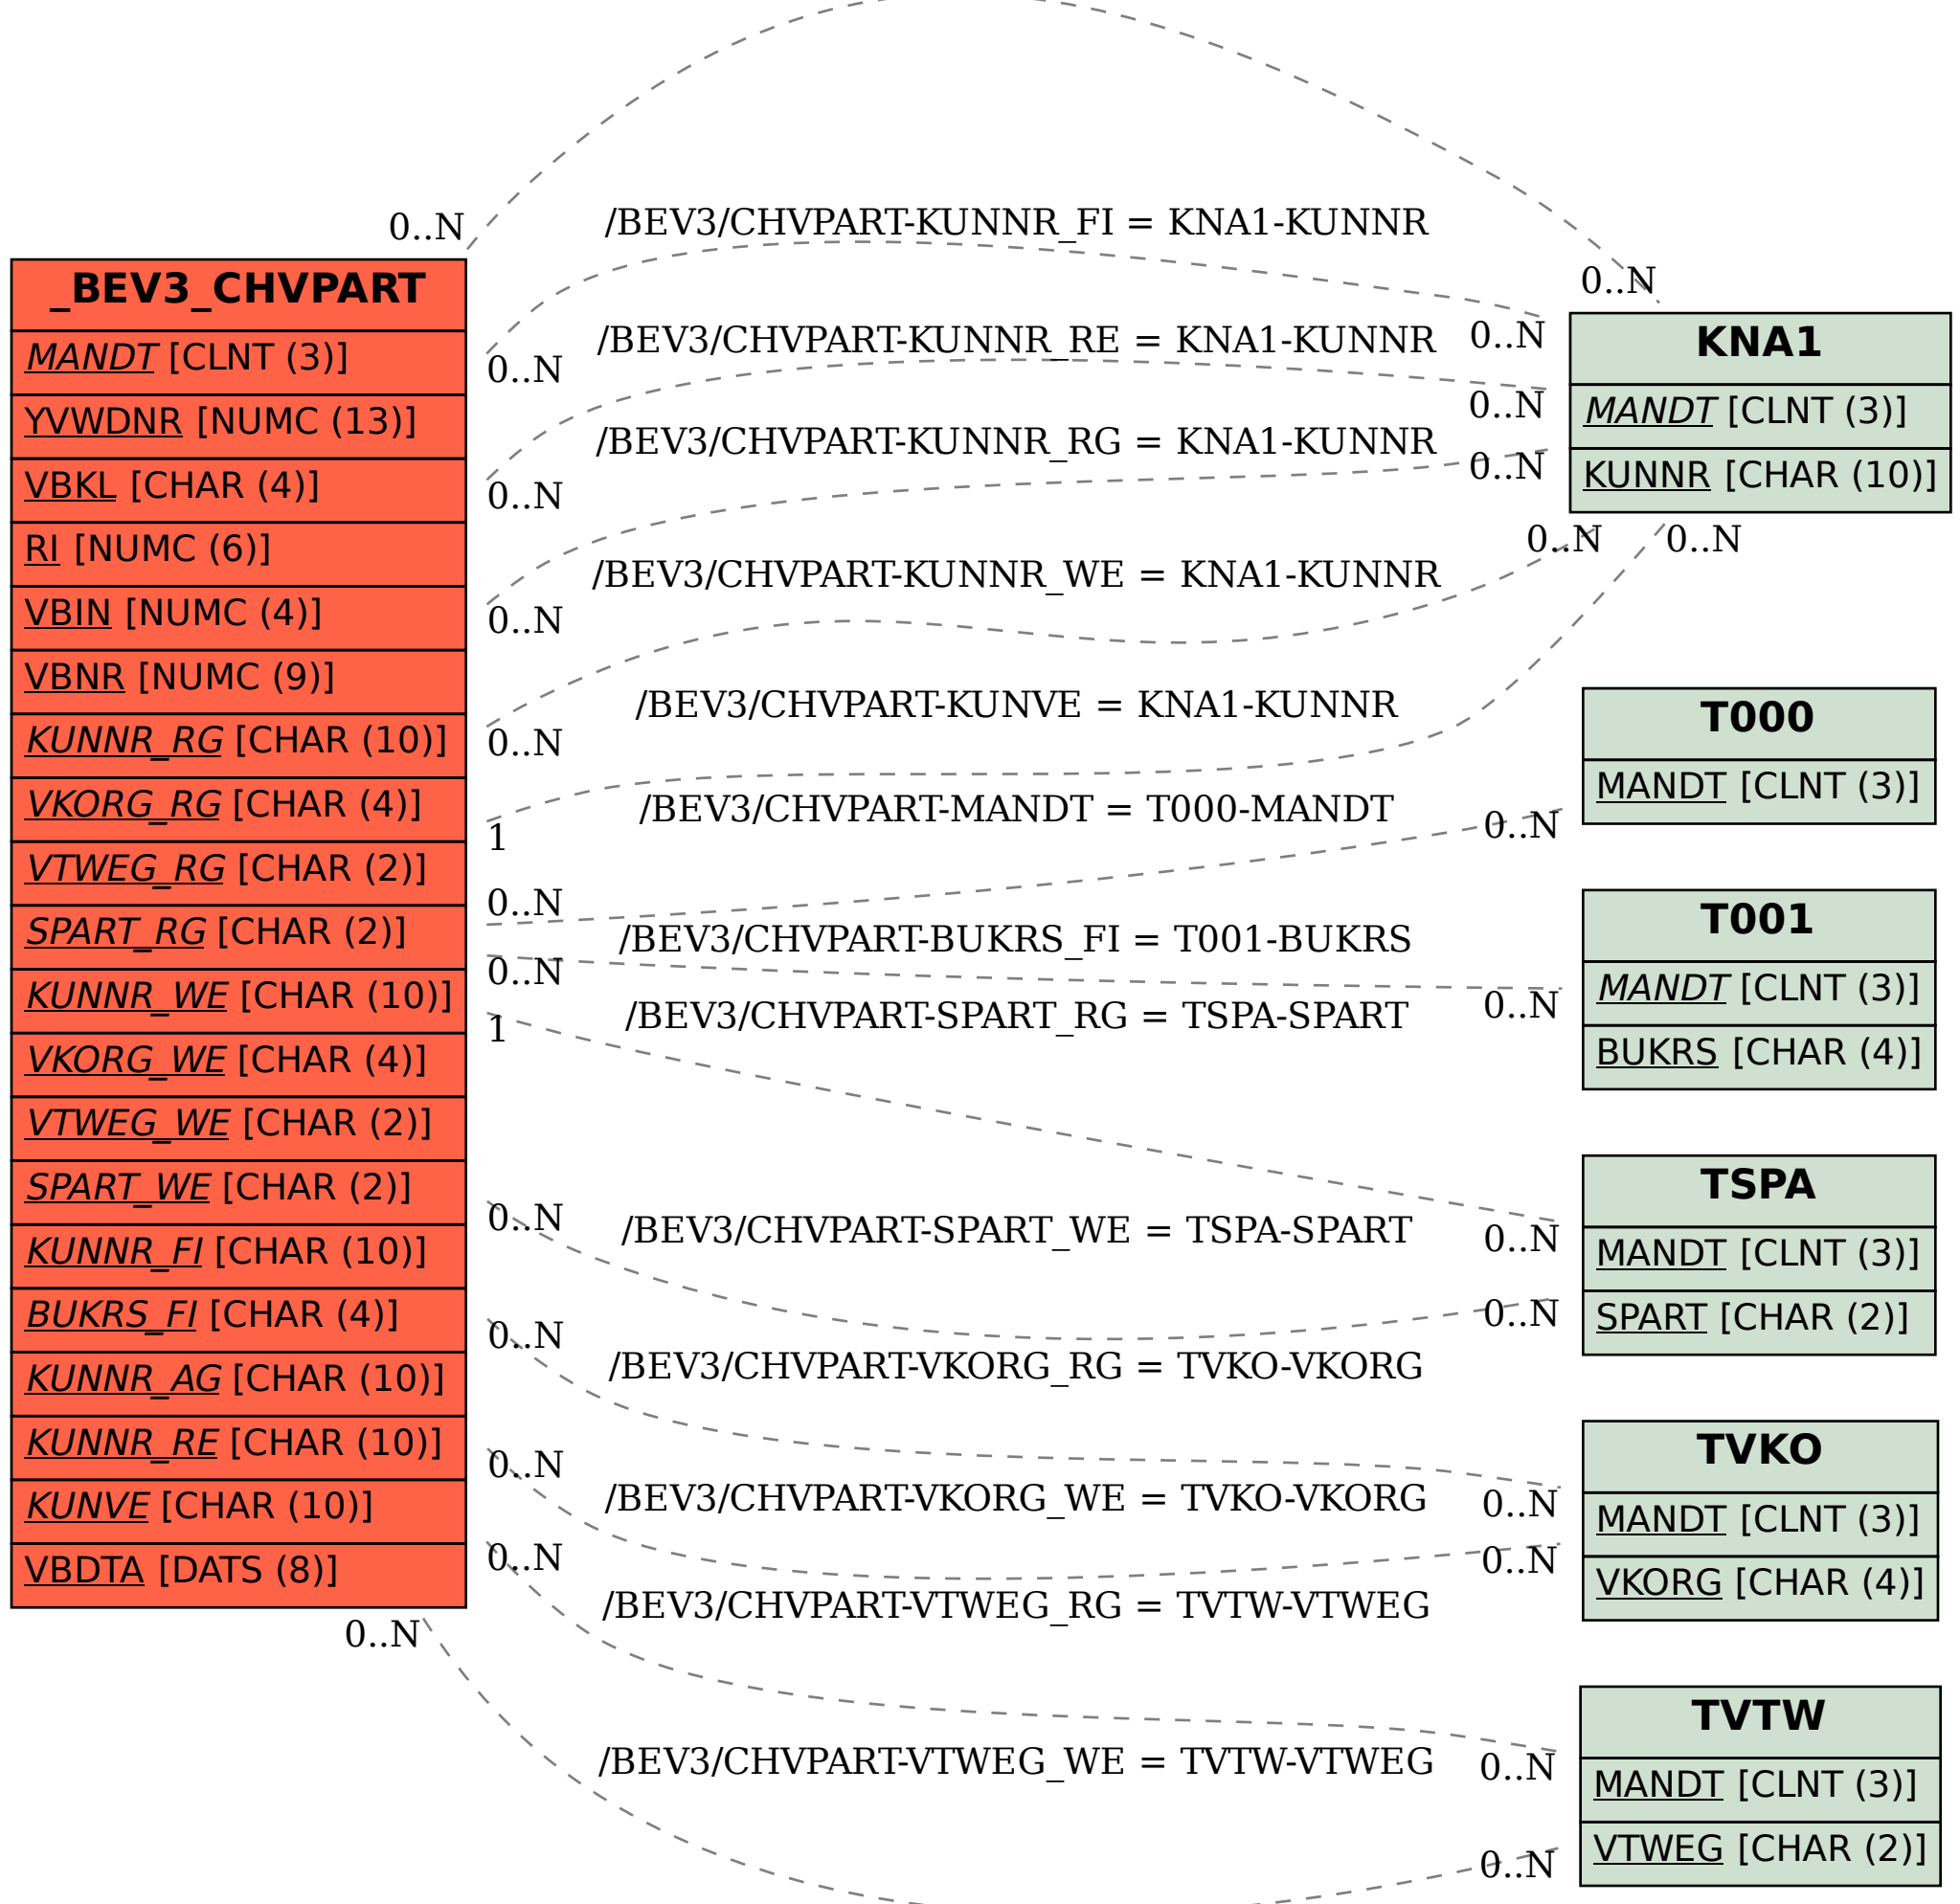 0..N
_BEV3_CHVPART
MANDT [CLNT (3)]
YVWDNR [NUMC (13)]
VBKL [CHAR (4)]
RI [NUMC (6)]
VBIN [NUMC (4)]
VBNR [NUMC (9)]
KUNNR_RG [CHAR (10)]
VKORG_RG [CHAR (4)]
VTWEG_RG [CHAR (2)]
SPART_RG [CHAR (2)]
KUNNR_WE [CHAR (10)]
VKORG_WE [CHAR (4)]
VTWEG_WE [CHAR (2)]
SPART_WE [CHAR (2)]
KUNNR_FI [CHAR (10)]
BUKRS_FI [CHAR (4)]
KUNNR_AG [CHAR (10)]
KUNNR_RE [CHAR (10)]
KUNVE [CHAR (10)]
VBDTA [DATS (8)]
0..N
/BEV3/CHVPART-KUNNR_FI = KNA1-KUNNR
0..N
0..N
0..N
/BEV3/CHVPART-KUNNR_RE = KNA1-KUNNR
0..N
0..N
/BEV3/CHVPART-KUNNR_RG = KNA1-KUNNR
0..N
0..N
/BEV3/CHVPART-KUNNR_WE = KNA1-KUNNR
0..N
0..N
0..N
/BEV3/CHVPART-KUNVE = KNA1-KUNNR
1
/BEV3/CHVPART-MANDT = T000-MANDT
0..N
0..N
/BEV3/CHVPART-BUKRS_FI = T001-BUKRS
0..N
0..N
/BEV3/CHVPART-SPART_RG = TSPA-SPART
1
0..N
/BEV3/CHVPART-SPART_WE = TSPA-SPART
0..N
0..N
/BEV3/CHVPART-VKORG_RG = TVKO-VKORG
0..N
0..N
/BEV3/CHVPART-VKORG_WE = TVKO-VKORG
0..N
0..N
/BEV3/CHVPART-VTWEG_RG = TVTW-VTWEG
0..N
0..N
/BEV3/CHVPART-VTWEG_WE = TVTW-VTWEG
0..N
KNA1
MANDT [CLNT (3)]
KUNNR [CHAR (10)]
T000
MANDT [CLNT (3)]
T001
MANDT [CLNT (3)]
BUKRS [CHAR (4)]
TSPA
MANDT [CLNT (3)]
SPART [CHAR (2)]
TVKO
MANDT [CLNT (3)]
VKORG [CHAR (4)]
TVTW
MANDT [CLNT (3)]
VTWEG [CHAR (2)]